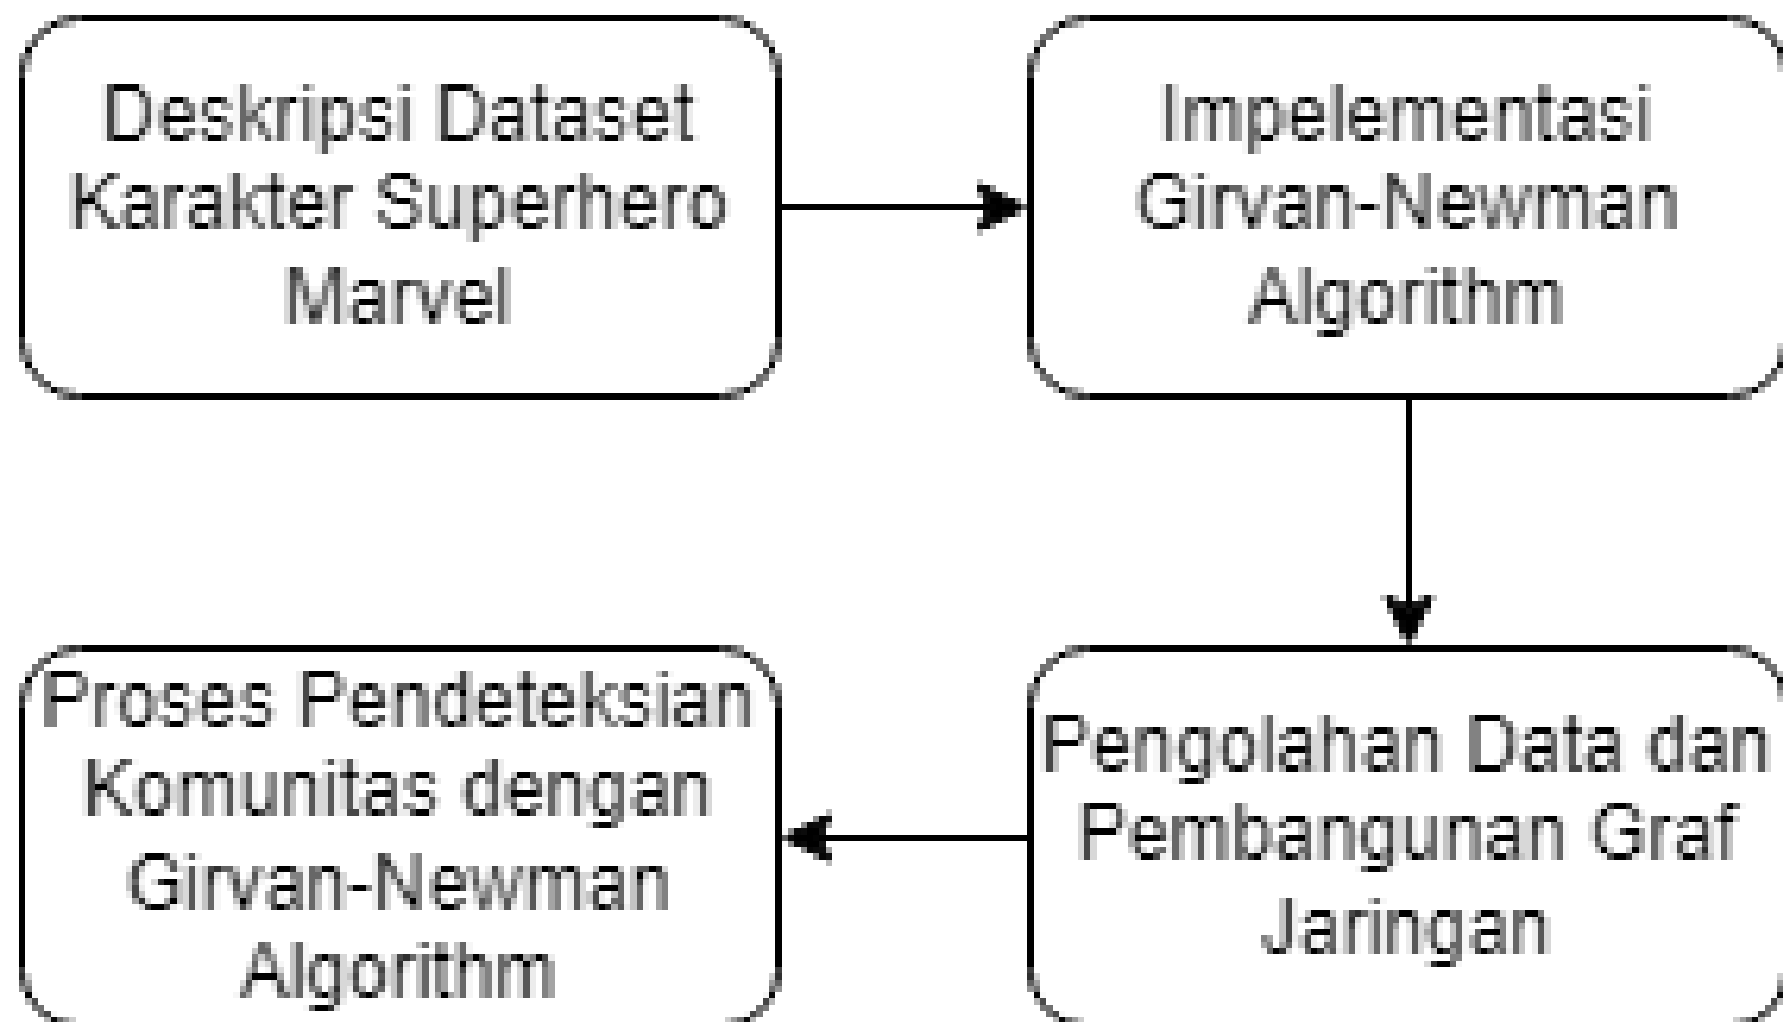 Deskripsi Dataset
Karakter Superhero
Marvel
Impelementasi
Girvan-Newman
Algorithm
Pengolahan Data dan
Pembangunan Graf
Jaringan
Proses Pendeteksian
Komunitas dengan
Girvan-Newman
Algorithm